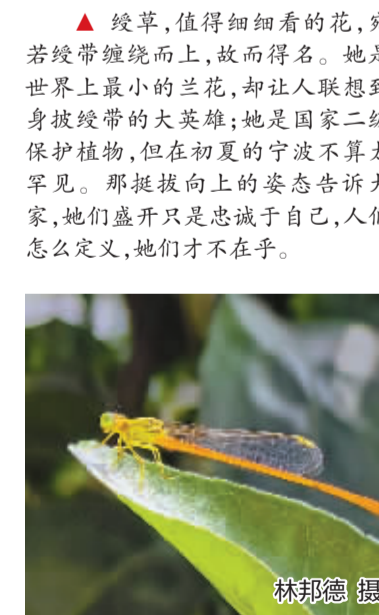 ▲ 绶草,值得细细看的花,宛
若绶带缠绕而上,故而得名。她是
世界上最小的兰花,却让人联想到
身披绶带的大英雄;她是国家二级
保护植物,但在初夏的宁波不算太
罕见。那挺拔向上的姿态告诉大
家,她们盛开只是忠诚于自己,人们
怎么定义,她们才不在乎。
林邦德 摄